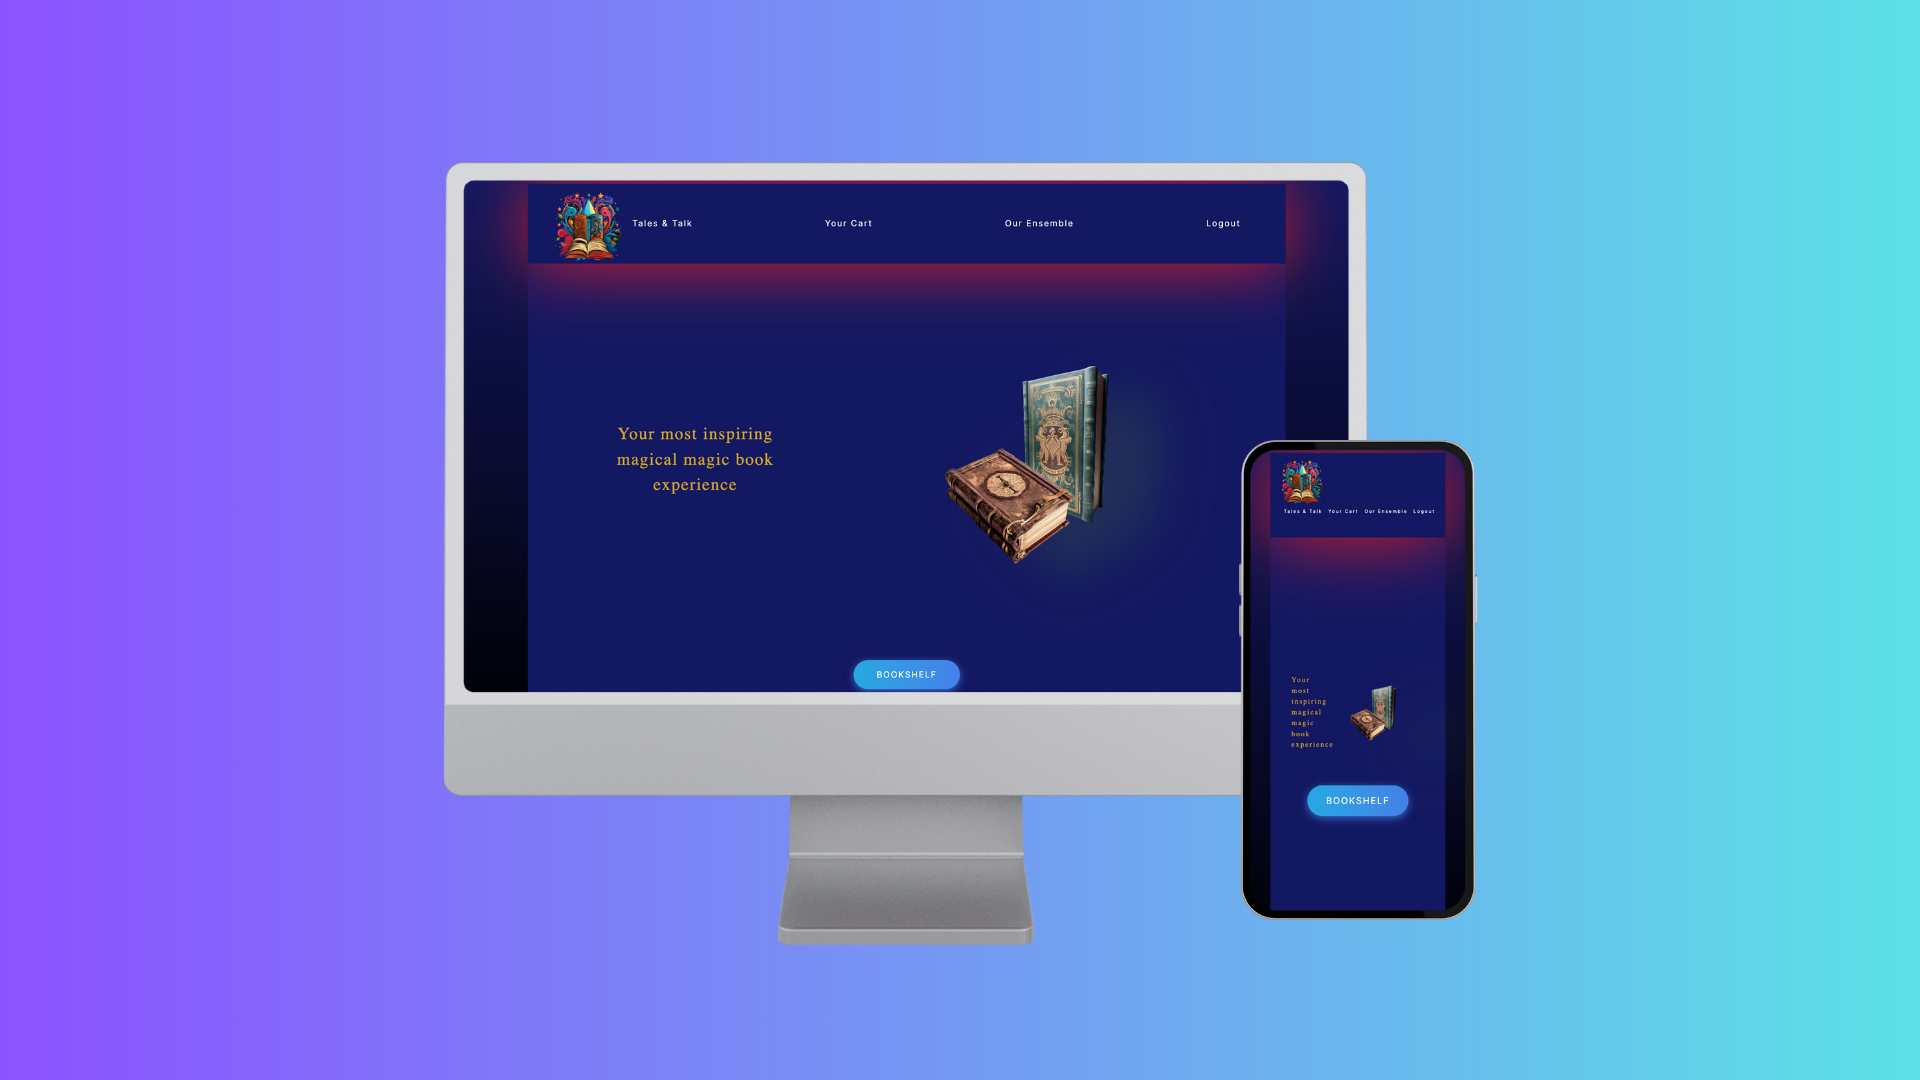 Tales & Talk
Your Cart
Our Ensemble
Logout
Your most inspiring
magical magic book
experience
BOOKSHELF
Tales & Talk Your Cart Our Ensemble Logout
Your
most
inspiring
magical
magic
book
experience
BOOKSHELF